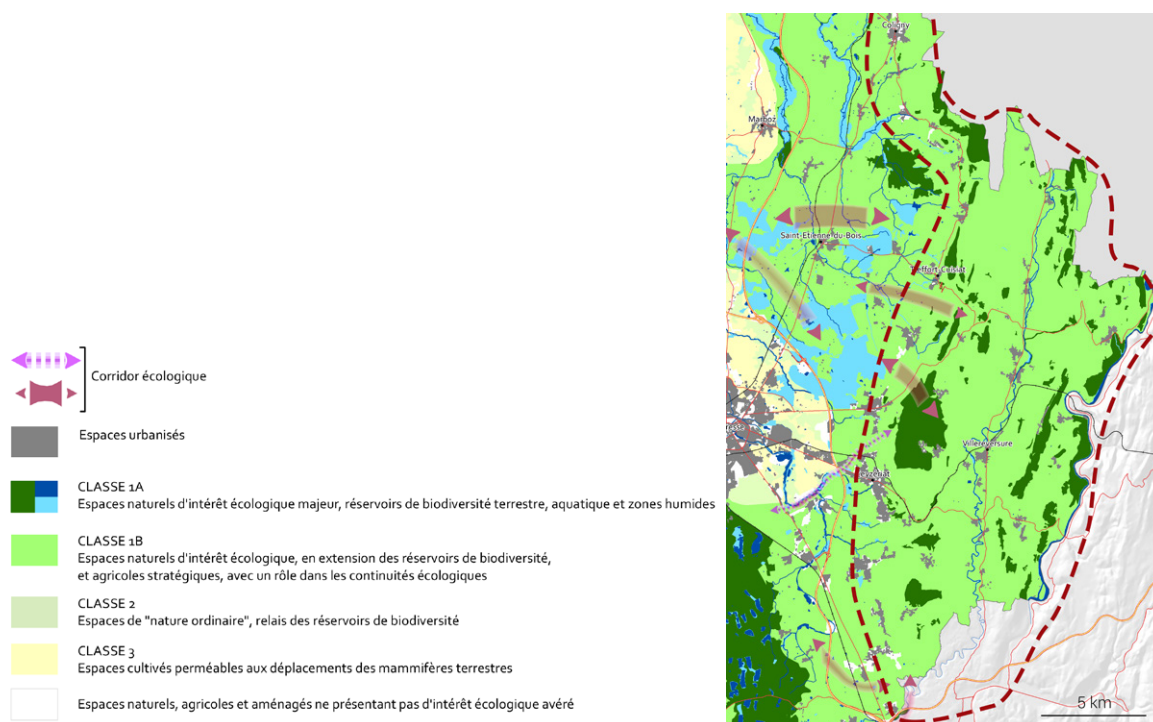 Coligny
Marboz
Saint-Etienne-du-Bois
Treffort-Cuisiat
Corridor écologique
Espaces urbanisés
CLASSE 1A
Espaces naturels d'intérêt écologique majeur, réservoirs de biodiversité terrestre, aquatique et zones humides
Villereversure
CLASSE 1B
Espaces naturels d'intérêt écologique, en extension des réservoirs de biodiversité,
et agricoles stratégiques, avec un rôle dans les continuités écologiques
CLASSE 2
Espaces de "nature ordinaire", relais des réservoirs de biodiversité
CLASSE 3
Espaces cultivés perméables aux déplacements des mammifères terrestres
Espaces naturels, agricoles et aménagés ne présentant pas d'intérêt écologique avéré
5 km